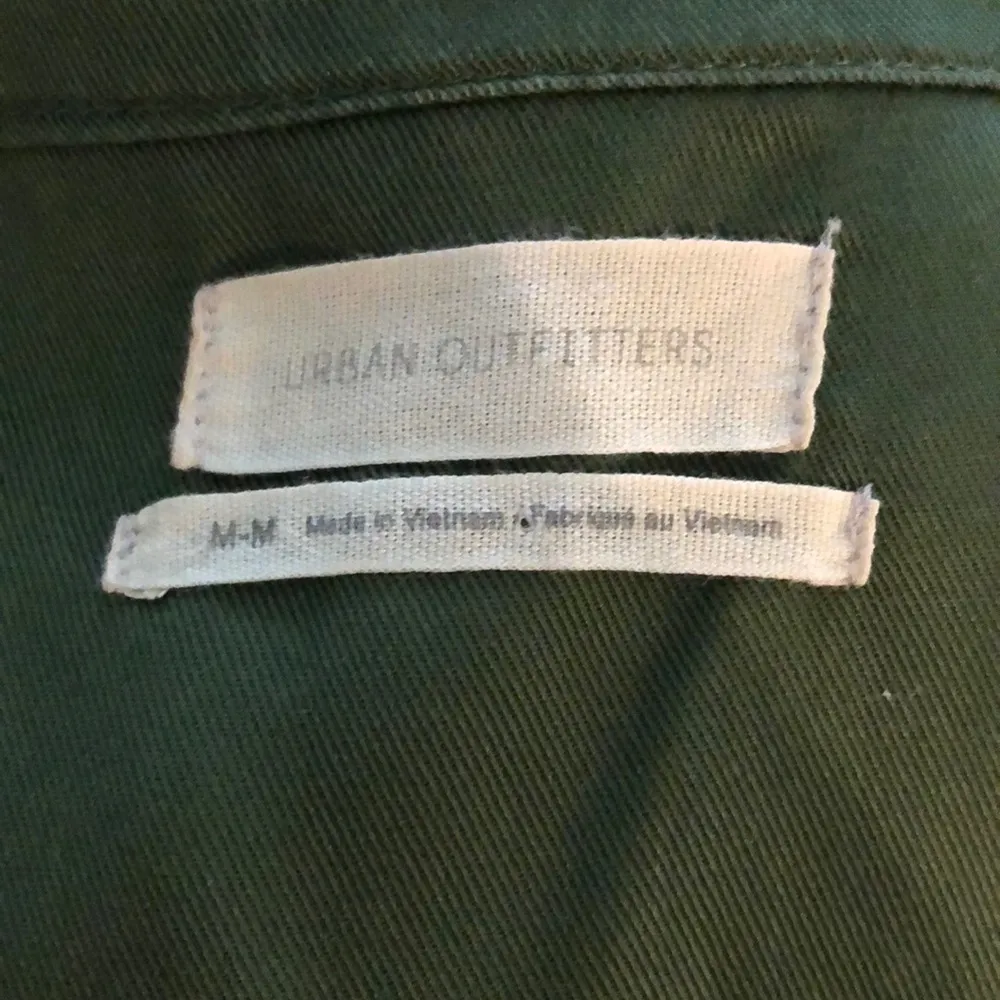 URBAN OUTFITTERS
M-M Made in Vietnam / Fabriqué au Vietnam